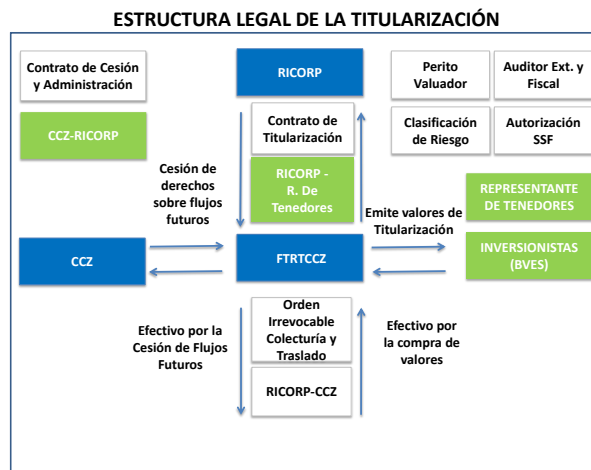 ESTRUCTURA LEGAL DE LA TITULARIZACIÓN
Contrato de Cesión
y Administración
CCZ-RICORP
RICORP
Contrato de
Titularización
RICORP -
R. De
Tenedores
Perito
Valuador
Auditor Ext. y
Fiscal
Clasificación
de Riesgo
Autorización
SSF
Cesión de
derechos
sobre flujos
futuros
Emite valores de
Titularización
REPRESENTANTE
DE TENEDORES
CCZ
FTRTCCZ
INVERSIONISTAS
(BVES)
Efectivo por la
Cesión de Flujos
Futuros
Orden
Irrevocable
Colecturía y
Traslado
RICORP-CCZ
Efectivo por
la compra de
valores